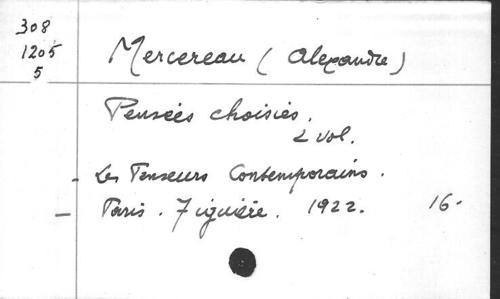 308
1205
5
Mercereau (Alexandre)
Pensées choisies.
2 vol.
- Les Penseurs Contemporains.
- Paris. Figuière. 1922. 16-